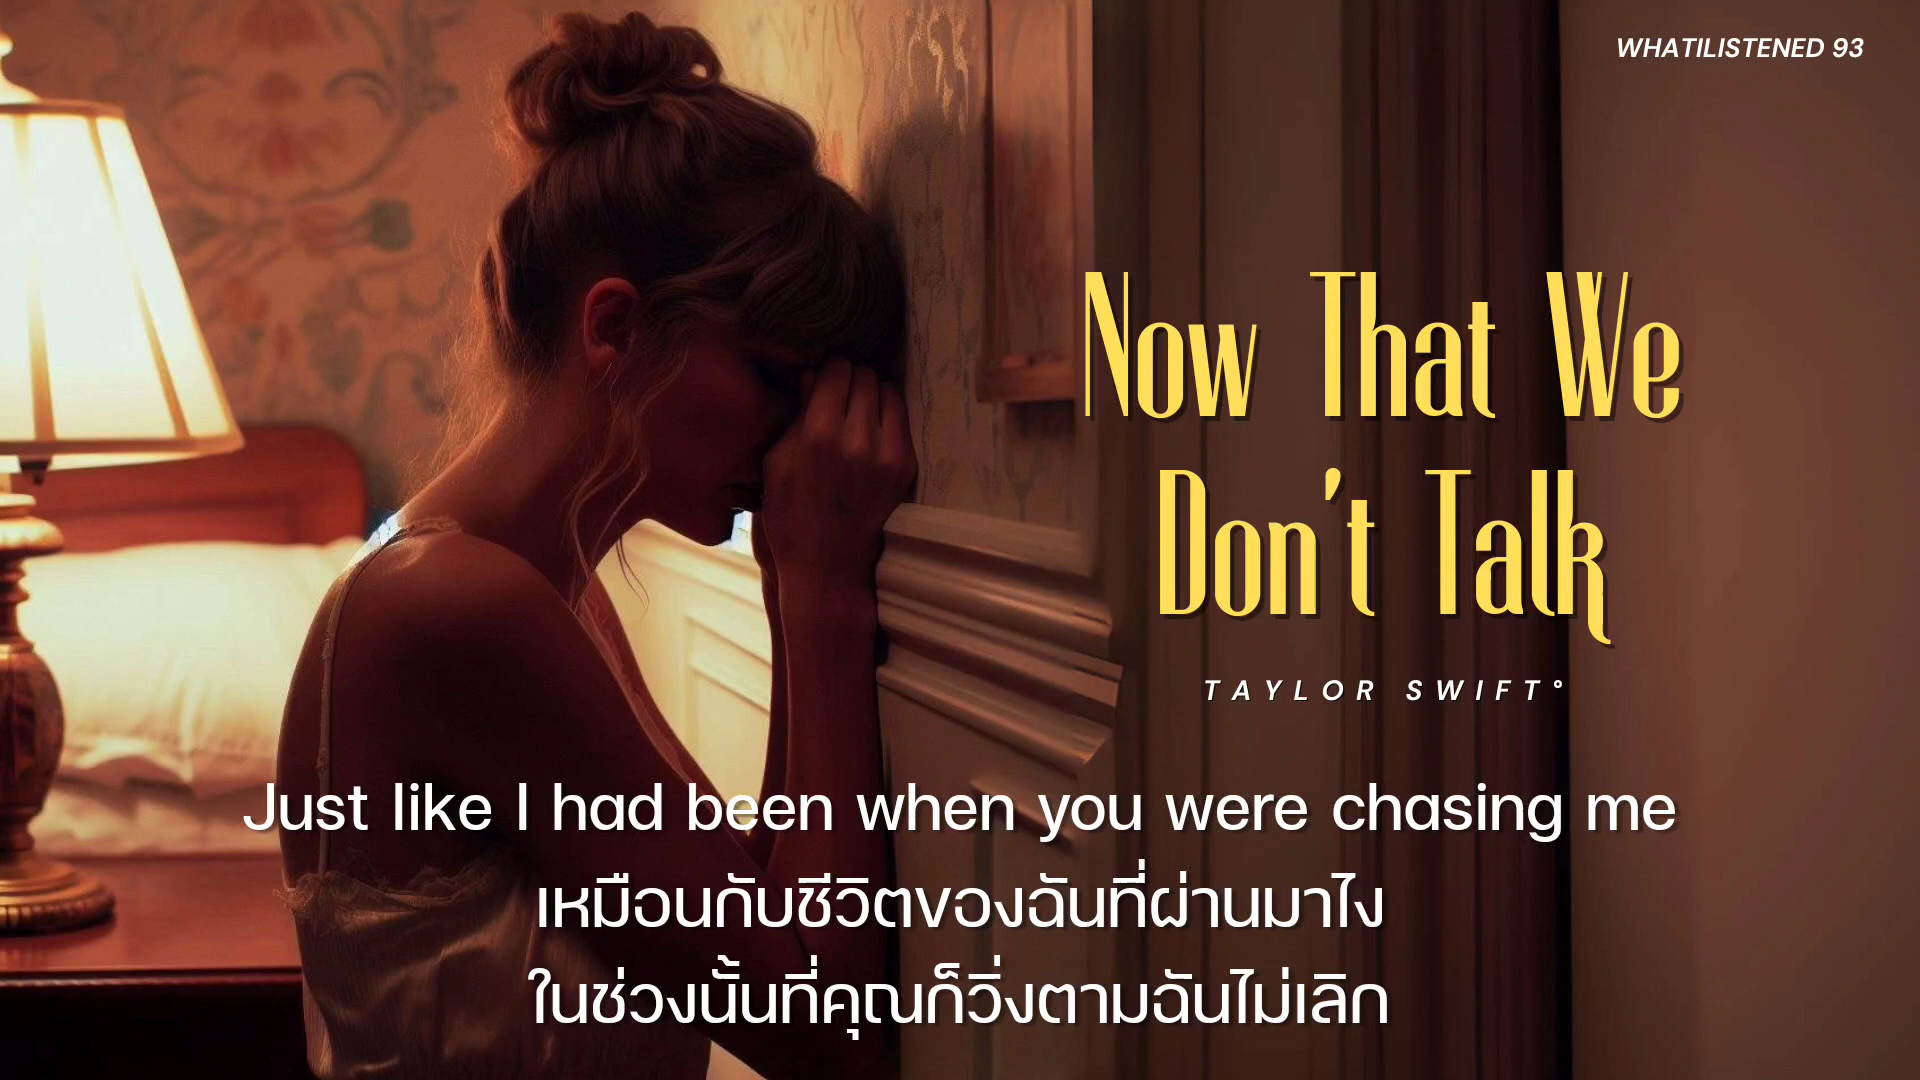 WHATILISTENED 93
Now That We
Don't Talk
TAYLOR SWIFT°
Just like I had been when you were chasing me
เหมือนกับชีวิตของฉันที่ผ่านมาไง
ในช่วงนั้นที่คุณก็วิ่งตามฉันไม่เลิก